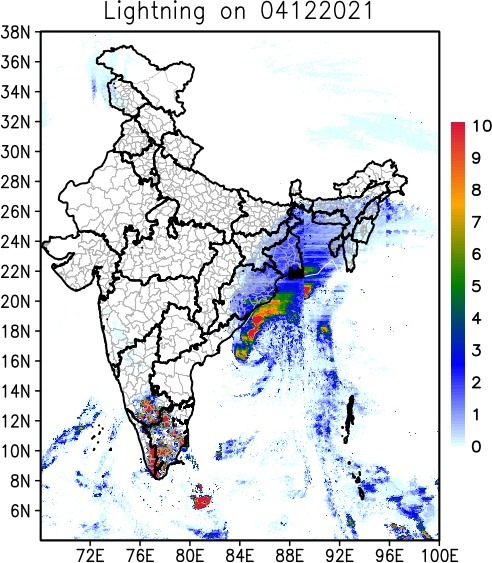 Lightning on 04122021
38N
36N
34N
32N
30N
28N
26N
24N
22N
20N
18N
16N
14N
12N
10N
8N
6N
72E 76E 80E 84E 88E 92E 96E 100E
10
9
8
7
6
5
4
3
2
1
0